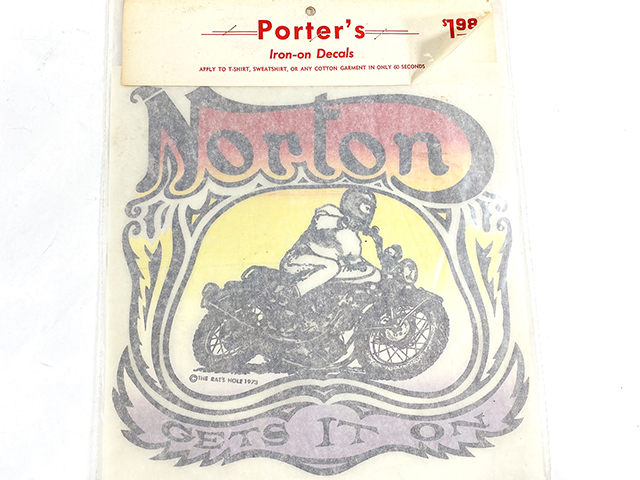 Porter's
$1.98
Iron-on Decals
APPLY TO T-SHIRT, SWEATSHIRT, OR ANY COTTON GARMENT IN ONLY 60 SECONDS
Norton
©THE RAT'S HOLE 1973
GETS IT ON